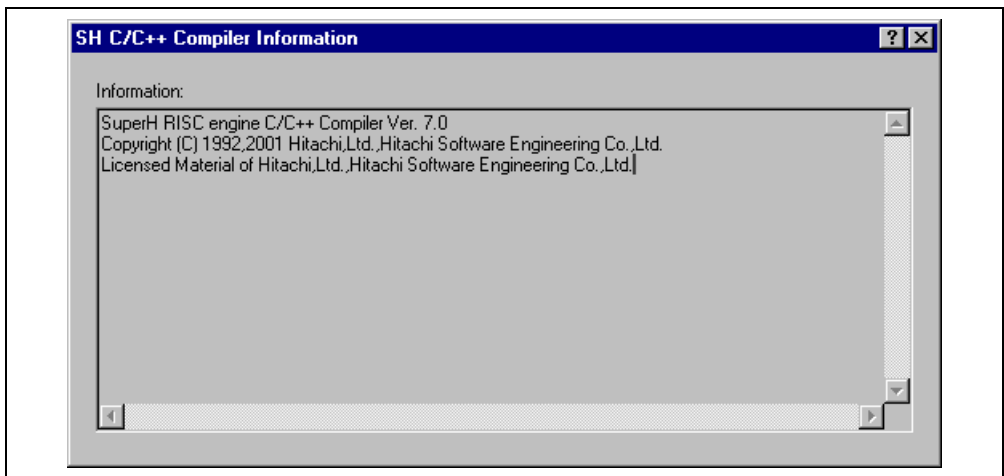 SH C/C++ Compiler Information
Information:
SuperH RISC engine C/C++ Compiler Ver. 7.0
Copyright (C) 1992,2001 Hitachi,Ltd.,Hitachi Software Engineering Co.,Ltd.
Licensed Material of Hitachi,Ltd.,Hitachi Software Engineering Co.,Ltd.